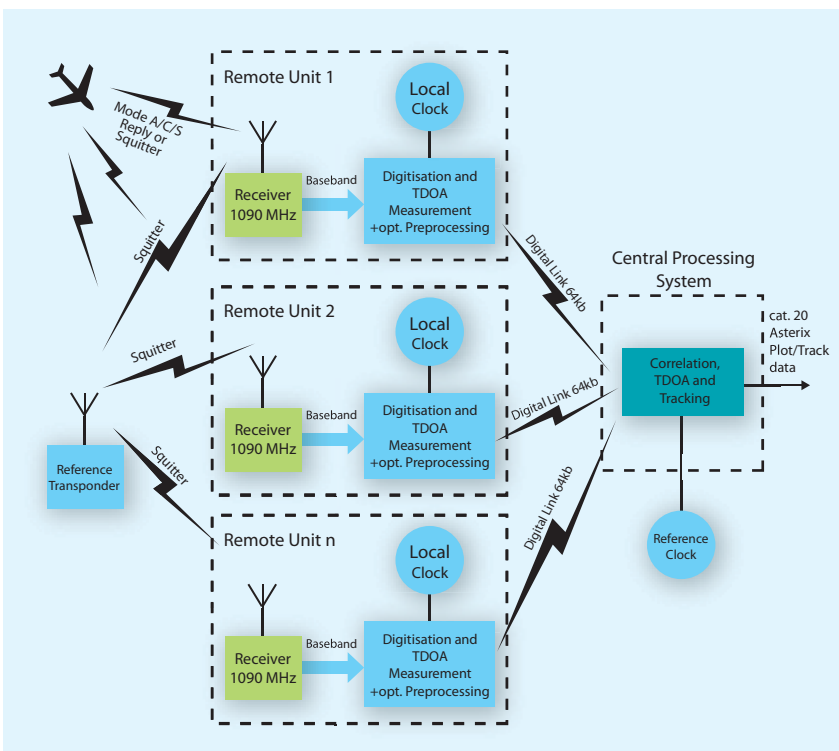 Remote Unit 1
Local
Clock
Mode A/C/S
Reply or
Squitter
Baseband
Receiver
1090 MHz
Digitisation and
TDOA
Measurement
+opt. Preprocessing
Squitter
Digital Link 64kb
Central Processing
System
Remote Unit 2
Local
Clock
Squitter
Baseband
Receiver
1090 MHz
Digitisation and
TDOA
Measurement
+opt. Preprocessing
Digital Link 64kb
Correlation,
TDOA and
Tracking
cat. 20
Asterix
Plot/Track
data
Reference
Transponder
Squitter
Remote Unit n
Local
Clock
Digital Link 64kb
Reference
Clock
Baseband
Receiver
1090 MHz
Digitisation and
TDOA
Measurement
+opt. Preprocessing